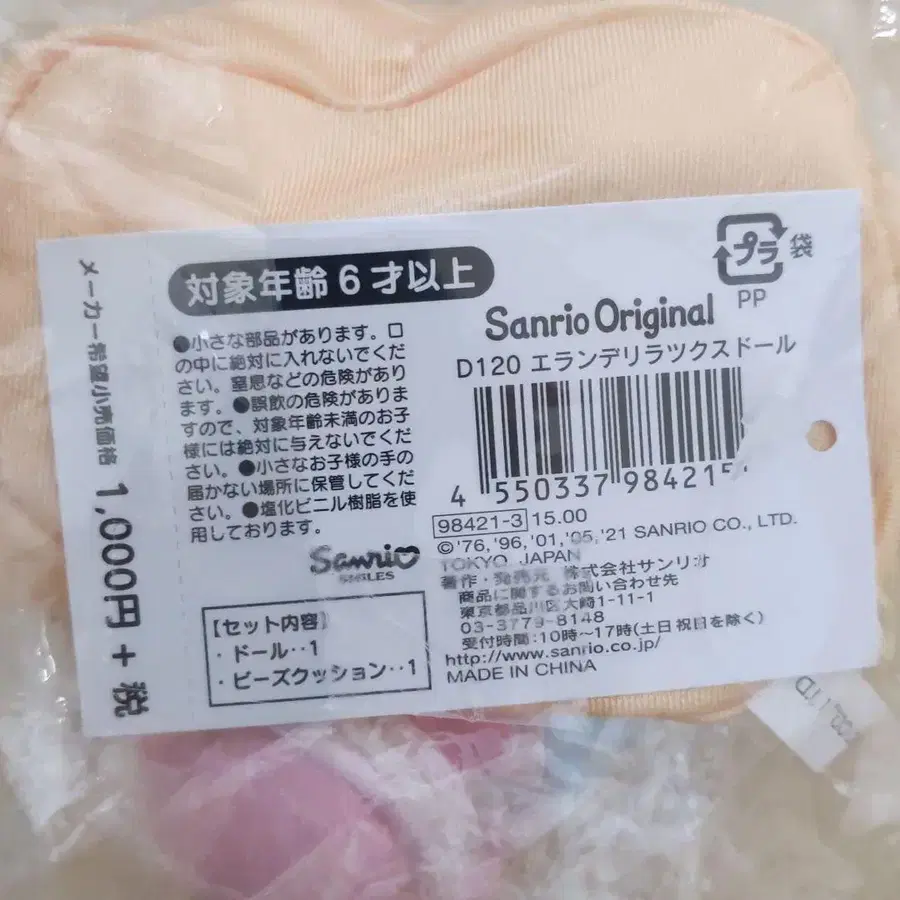 メーカー希望小売価格 1,000円 + 税
対象年齢6才以上
●小さな部品があります。口
の中に絶対に入れないでくだ
さい。窒息などの危険があり
ます。●誤飲の危険がありま
すので、対象年齢未満のお子
様には絶対に与えないでくだ
さい。●小さなお子様の手の
届かない場所に保管してくだ
さい。●塩化ビニル樹脂を使
用しております。
Sanrio
SMILES
【セット内容】
・ドール‥1
・ビーズクッション‥1
プラ 袋
PP
Sanrio Original
D120 エランデリラックスドール
4 550337 984215
98421-3 15.00
©'76,'96,'01,'05,'21 SANRIO CO., LTD.
TOKYO, JAPAN
著作・発売元 株式会社サンリオ
商品に関するお問い合わせ先
東京都品川区大崎1-11-1
03-3779-8148
受付時間:10時〜17時(土日祝目を除く)
http://www.sanrio.co.jp/
MADE IN CHINA